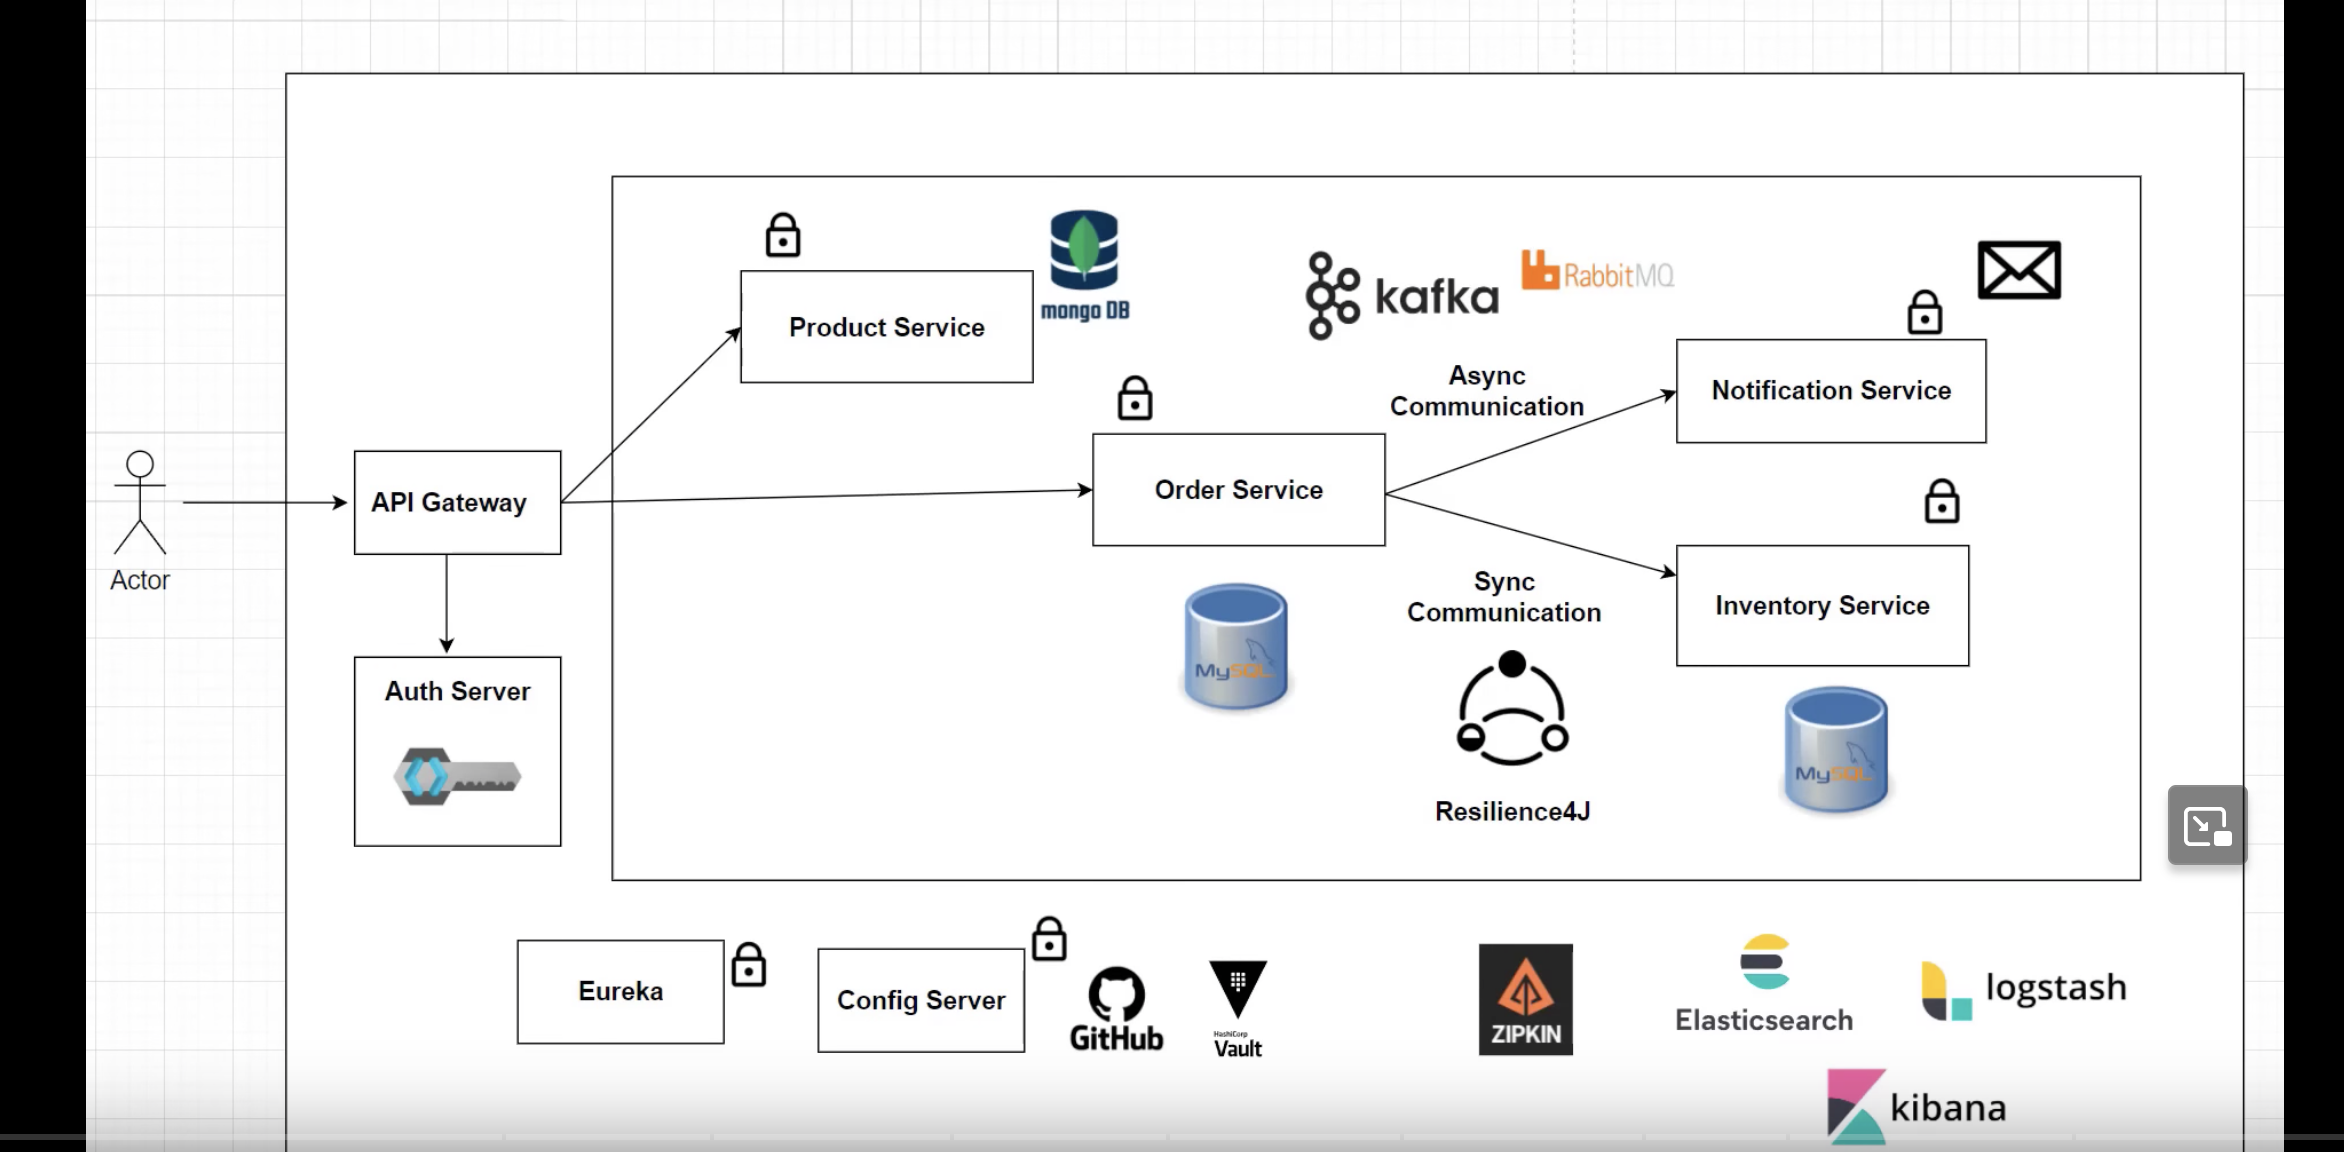 mongo DB
kafka
RabbitMQ
Product Service
Async
Communication
Notification Service
API Gateway
Order Service
Actor
Sync
Communication
Inventory Service
MySQL
Auth Server
MySQL
Resilience4J
Eureka
Config Server
GitHub
HashiCorp
Vault
ZIPKIN
Elasticsearch
logstash
kibana